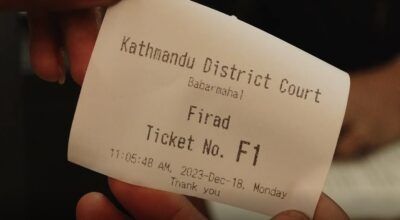 Kathmandu District Court
Babarmahal
Firad
Ticket No. F1
11:05:48 AM, 2023-Dec-18, Monday
Thank you